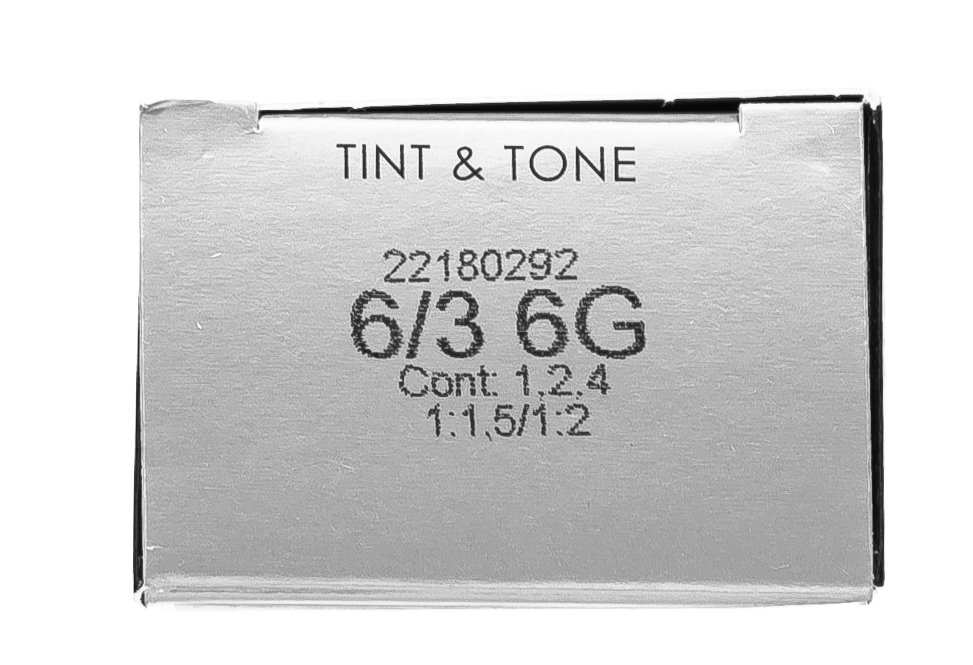 TINT & TONE
22180292
6/3 6G
Cont: 1,2,4
1:1,5/1:2